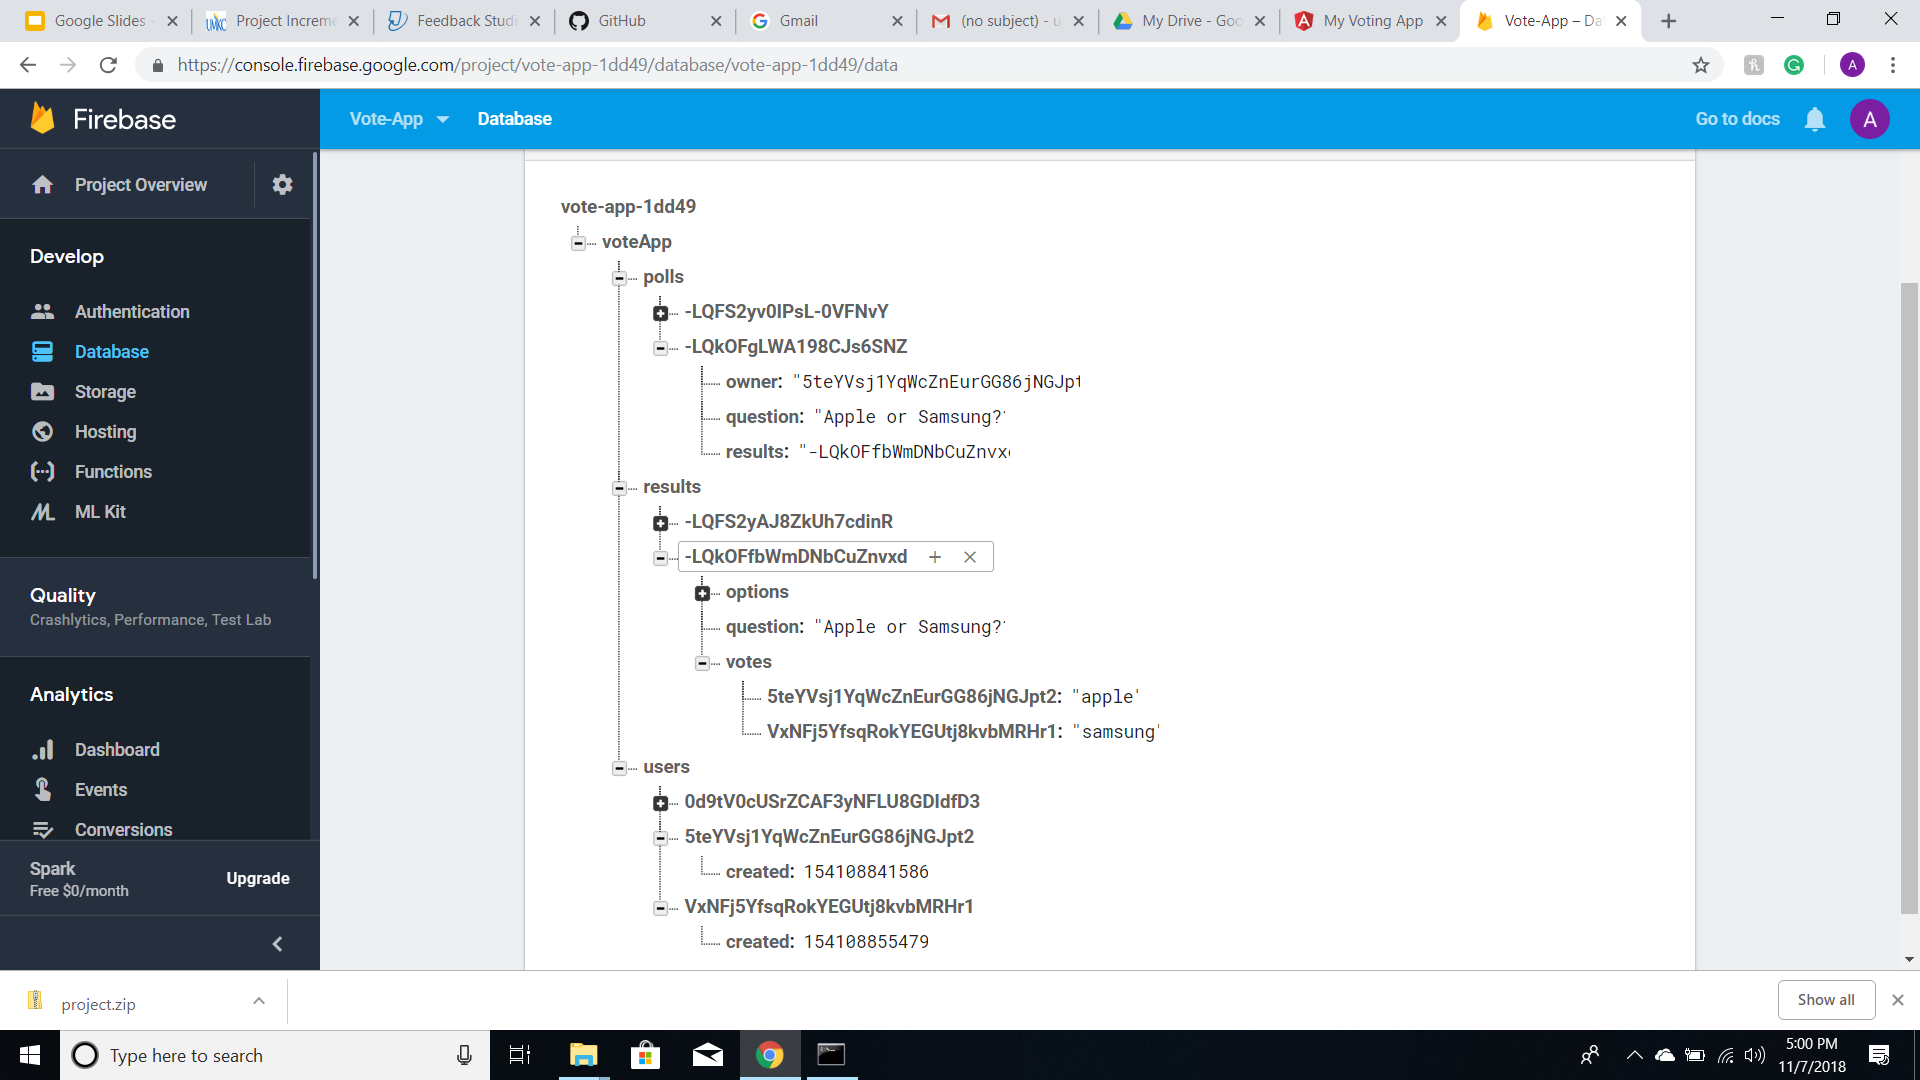 Google Slides
Project Increme
Feedback Studi
GitHub
Gmail
(no subject) - u
My Drive - Goo
My Voting App
Vote-App – Da
https://console.firebase.google.com/project/vote-app-1dd49/database/vote-app-1dd49/data
A
Firebase
Vote-App
Database
Go to docs
A
Project Overview
Develop
Authentication
Database
Storage
Hosting
Functions
ML Kit
Quality
Crashlytics, Performance, Test Lab
Analytics
Dashboard
Events
Conversions
Spark
Free $0/month
Upgrade
vote-app-1dd49
voteApp
polls
-LQFS2yv0IPsL-0VFNvY
-LQkOFgLWA198CJs6SNZ
owner: "5teYVsj1YqWcZnEurGG86jNGJpt
question: "Apple or Samsung?"
results: "-LQkOFfbWmDNbCuZnvx
results
-LQFS2yAJ8ZkUh7cdinR
-LQkOFfbWmDNbCuZnvxd + ×
options
question: "Apple or Samsung?"
votes
5teYVsj1YqWcZnEurGG86jNGJpt2: "apple"
VxNFj5YfsqRokYEGUtj8kvbMRHr1: "samsung"
users
0d9tV0cUSrZCAF3yNFLU8GDIdfD3
5teYVsj1YqWcZnEurGG86jNGJpt2
created: 154108841586
VxNFj5YfsqRokYEGUtj8kvbMRHr1
created: 154108855479
project.zip
Show all
Type here to search
5:00 PM
11/7/2018